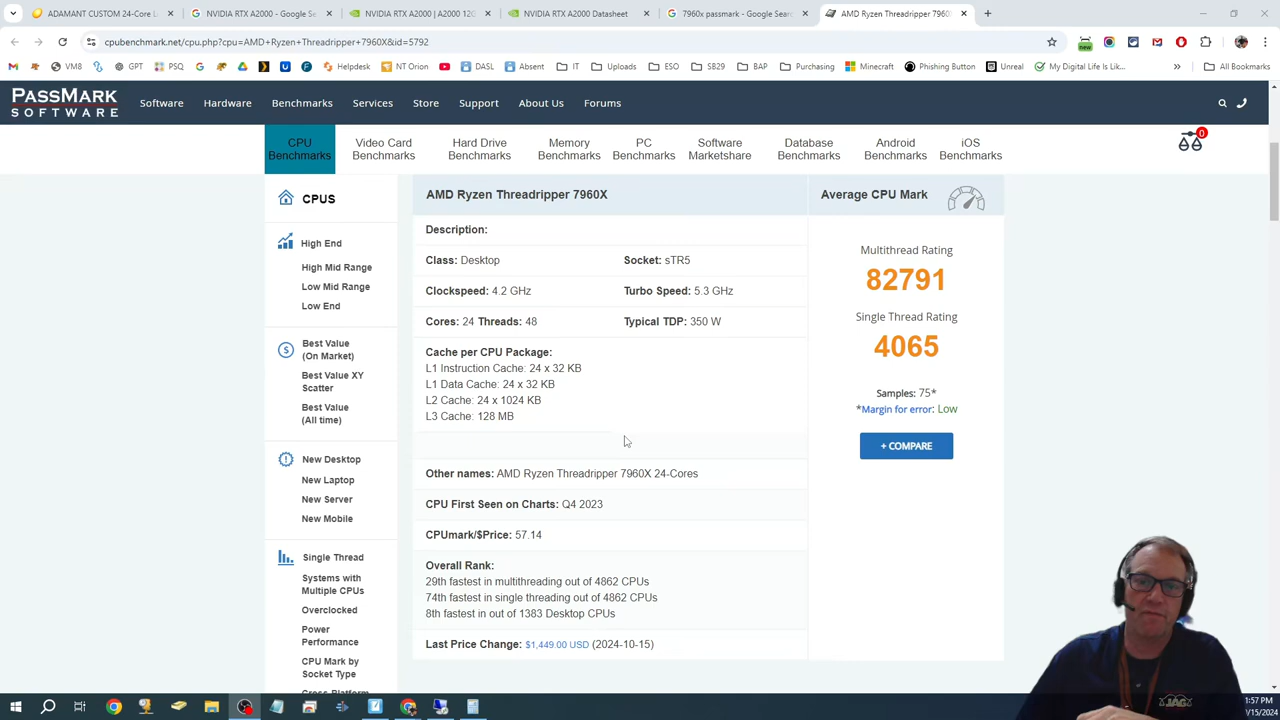 ADAMANT CUSTOM 24-Core L
NVIDIA RTX A2000 - Google Se
NVIDIA RTX A2000 | A2000 12G
NVIDIA RTX A2000 Datasheet
7960x passmark - Google Searc
AMD Ryzen Threadripper 7960
cpubenchmark.net/cpu.php?cpu=AMD+Ryzen+Threadripper+7960X&id=5792
new
VM8
GPT
PSQ
Helpdesk
NT Orion
DASL
Absent
IT
Uploads
ESO
SB29
BAP
Purchasing
Minecraft
Phishing Button
Unreal
My Digital Life Is Lik...
»
All Bookmarks
PASSMARK
SOFTWARE
Software
Hardware
Benchmarks
Services
Store
Support
About Us
Forums
CPU
Benchmarks
Video Card
Benchmarks
Hard Drive
Benchmarks
Memory
Benchmarks
PC
Benchmarks
Software
Marketshare
Database
Benchmarks
Android
Benchmarks
iOS
Benchmarks
0
CPUS
High End
High Mid Range
Low Mid Range
Low End
Best Value
(On Market)
Best Value XY
Scatter
Best Value
(All time)
New Desktop
New Laptop
New Server
New Mobile
Single Thread
Systems with
Multiple CPUs
Overclocked
Power
Performance
CPU Mark by
Socket Type
Cross-Platform
AMD Ryzen Threadripper 7960X
Description:
Class: Desktop
Socket: sTR5
Clockspeed: 4.2 GHz
Turbo Speed: 5.3 GHz
Cores: 24 Threads: 48
Typical TDP: 350 W
Cache per CPU Package:
L1 Instruction Cache: 24 x 32 KB
L1 Data Cache: 24 x 32 KB
L2 Cache: 24 x 1024 KB
L3 Cache: 128 MB
Other names: AMD Ryzen Threadripper 7960X 24-Cores
CPU First Seen on Charts: Q4 2023
CPUmark/$Price: 57.14
Overall Rank:
29th fastest in multithreading out of 4862 CPUs
74th fastest in single threading out of 4862 CPUs
8th fastest in out of 1383 Desktop CPUs
Last Price Change: $1,449.00 USD (2024-10-15)
Average CPU Mark
Multithread Rating
82791
Single Thread Rating
4065
Samples: 75*
*Margin for error: Low
+ COMPARE
JAG
1:57 PM
/15/2024